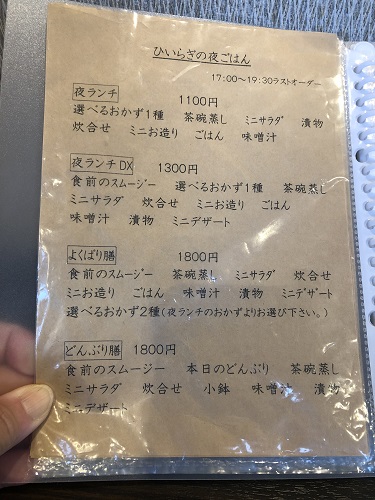 ひいらぎの夜ごはん
17:00～19:30ラストオーダー
夜ランチ 1100円
選べるおかず1種 茶碗蒸し ミニサラダ 漬物
炊合せ ミニお造り ごはん 味噌汁
夜ランチDX 1300円
食前のスムージー 選べるおかず1種 茶碗蒸し
ミニサラダ 炊合せ ミニお造り ごはん
味噌汁 漬物 ミニデザート
よくばり膳 1800円
食前のスムージー 茶碗蒸し ミニサラダ 炊合せ
ミニお造り ごはん 味噌汁 漬物 ミニデザート
選べるおかず2種(夜ランチのおかずよりお選び下さい。)
どんぶり膳 1800円
食前のスムージー 本日のどんぶり 茶碗蒸し
ミニサラダ 炊合せ 小鉢 味噌汁 漬物
ミニデザート